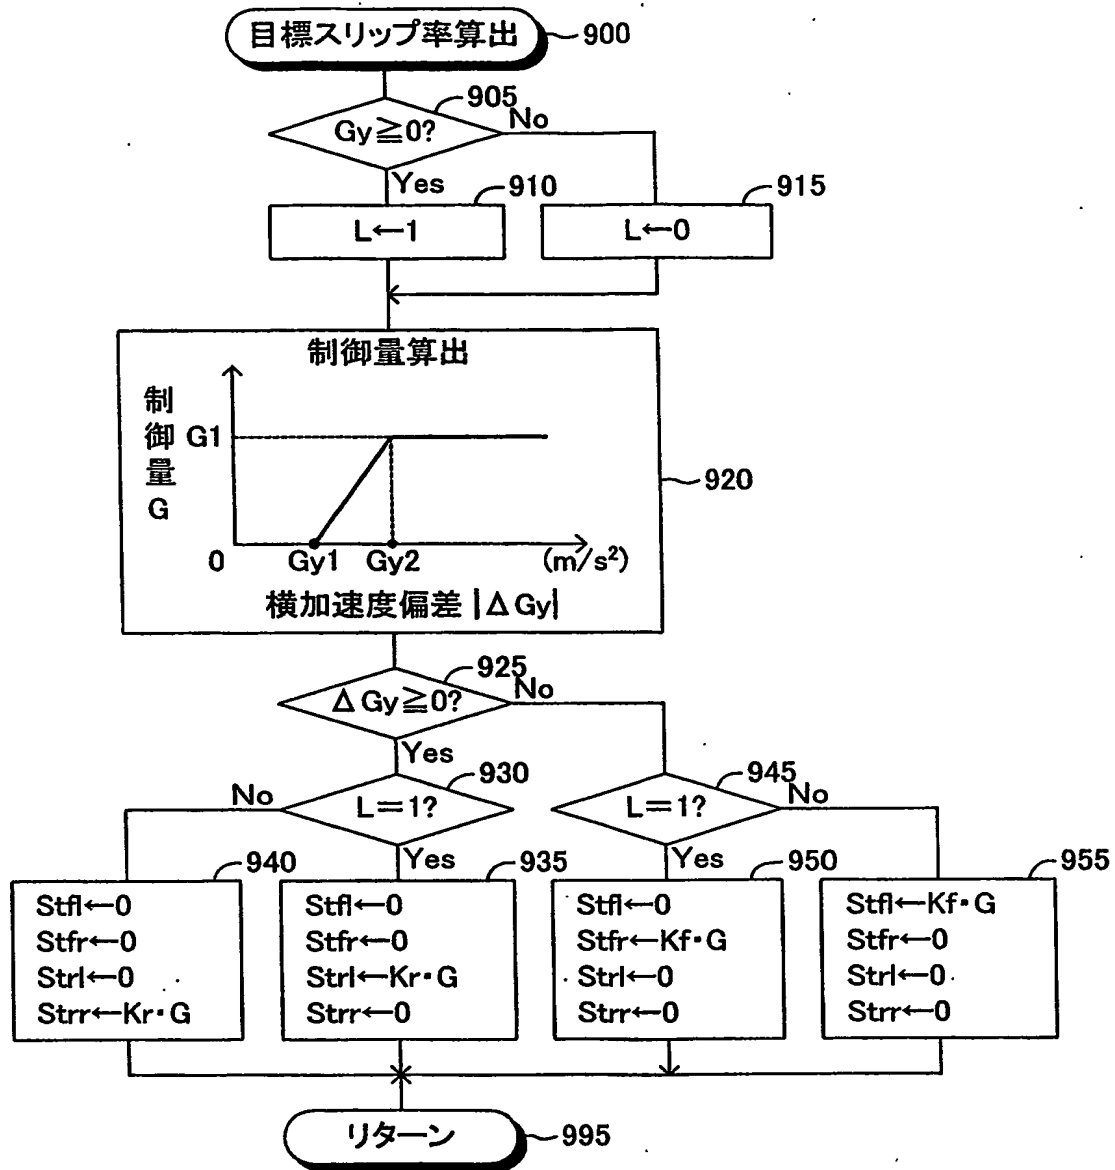 目標スリップ率算出
900
905
Gy≧0?
No
Yes
910
915
L←1
L←0
制御量算出
制御量G
G1
920
0
Gy1
Gy2
(m/s²)
横加速度偏差|ΔGy|
925
ΔGy≧0?
No
Yes
930
945
No
L=1?
L=1?
No
940
Yes
935
Yes
950
955
Stfl←0
Stfr←0
Strl←0
Strr←Kr・G
Stfl←0
Stfr←0
Strl←Kr・G
Strr←0
Stfl←0
Stfr←Kf・G
Strl←0
Strr←0
Stfl←Kf・G
Stfr←0
Strl←0
Strr←0
リターン
995